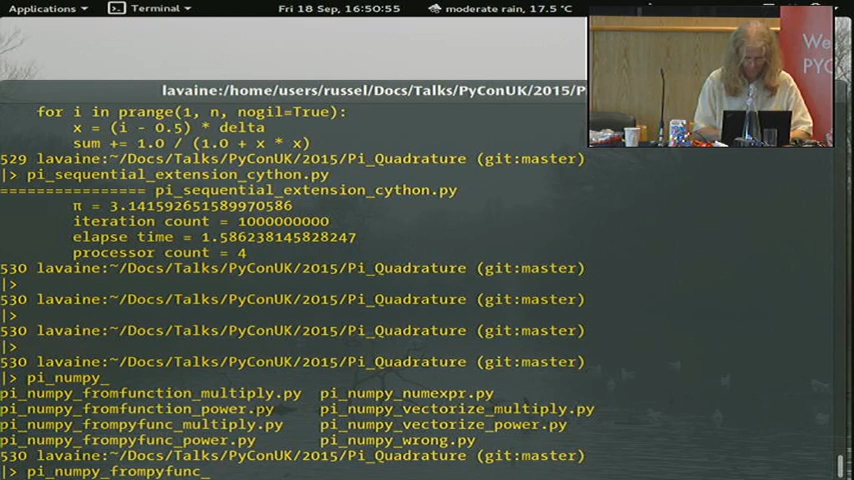 Applications
Terminal
Fri 18 Sep, 16:50:55
moderate rain, 17.5 °C
We
PYC
lavaine:/home/users/russel/Docs/Talks/PyConUK/2015/P
for i in prange(1, n, nogil=True):
x = (i - 0.5) * delta
sum += 1.0 / (1.0 + x * x)
529 lavaine:~/Docs/Talks/PyConUK/2015/Pi_Quadrature (git:master)
|> pi_sequential_extension_cython.py
================ pi_sequential_extension_cython.py
π = 3.141592651589970586
iteration count = 1000000000
elapse time = 1.586238145828247
processor count = 4
530 lavaine:~/Docs/Talks/PyConUK/2015/Pi_Quadrature (git:master)
|>
530 lavaine:~/Docs/Talks/PyConUK/2015/Pi_Quadrature (git:master)
|>
530 lavaine:~/Docs/Talks/PyConUK/2015/Pi_Quadrature (git:master)
|>
530 lavaine:~/Docs/Talks/PyConUK/2015/Pi_Quadrature (git:master)
|> pi_numpy_
pi_numpy_fromfunction_multiply.py pi_numpy_numexpr.py
pi_numpy_fromfunction_power.py pi_numpy_vectorize_multiply.py
pi_numpy_frompyfunc_multiply.py pi_numpy_vectorize_power.py
pi_numpy_frompyfunc_power.py pi_numpy_wrong.py
530 lavaine:~/Docs/Talks/PyConUK/2015/Pi_Quadrature (git:master)
|> pi_numpy_frompyfunc_